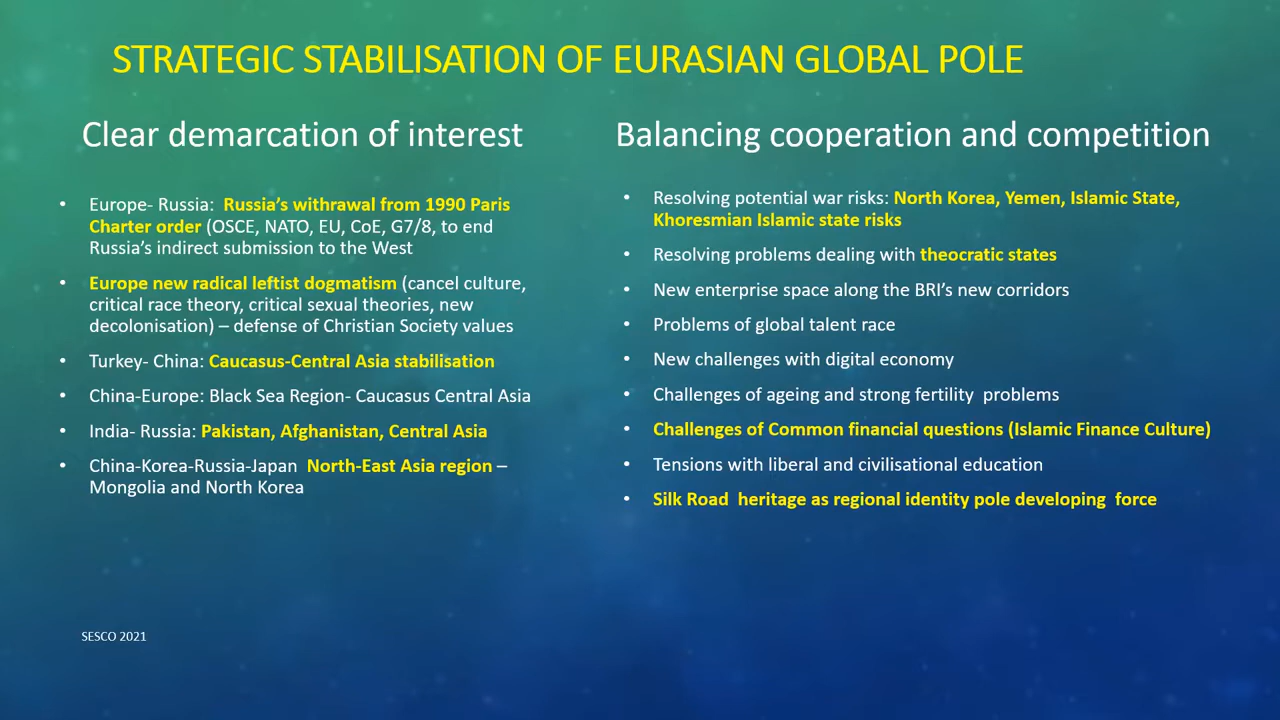 STRATEGIC STABILISATION OF EURASIAN GLOBAL POLE
Clear demarcation of interest
• Europe- Russia: Russia's withdrawal from 1990 Paris
Charter order (OSCE, NATO, EU, CoE, G7/8, to end
Russia's indirect submission to the West
• Europe new radical leftist dogmatism (cancel culture,
critical race theory, critical sexual theories, new
decolonisation) – defense of Christian Society values
• Turkey- China: Caucasus-Central Asia stabilisation
• China-Europe: Black Sea Region- Caucasus Central Asia
• India- Russia: Pakistan, Afghanistan, Central Asia
• China-Korea-Russia-Japan North-East Asia region –
Mongolia and North Korea
Balancing cooperation and competition
• Resolving potential war risks: North Korea, Yemen, Islamic State,
Khoresmian Islamic state risks
• Resolving problems dealing with theocratic states
• New enterprise space along the BRI's new corridors
• Problems of global talent race
• New challenges with digital economy
• Challenges of ageing and strong fertility problems
• Challenges of Common financial questions (Islamic Finance Culture)
• Tensions with liberal and civilisational education
• Silk Road heritage as regional identity pole developing force
SESCO 2021